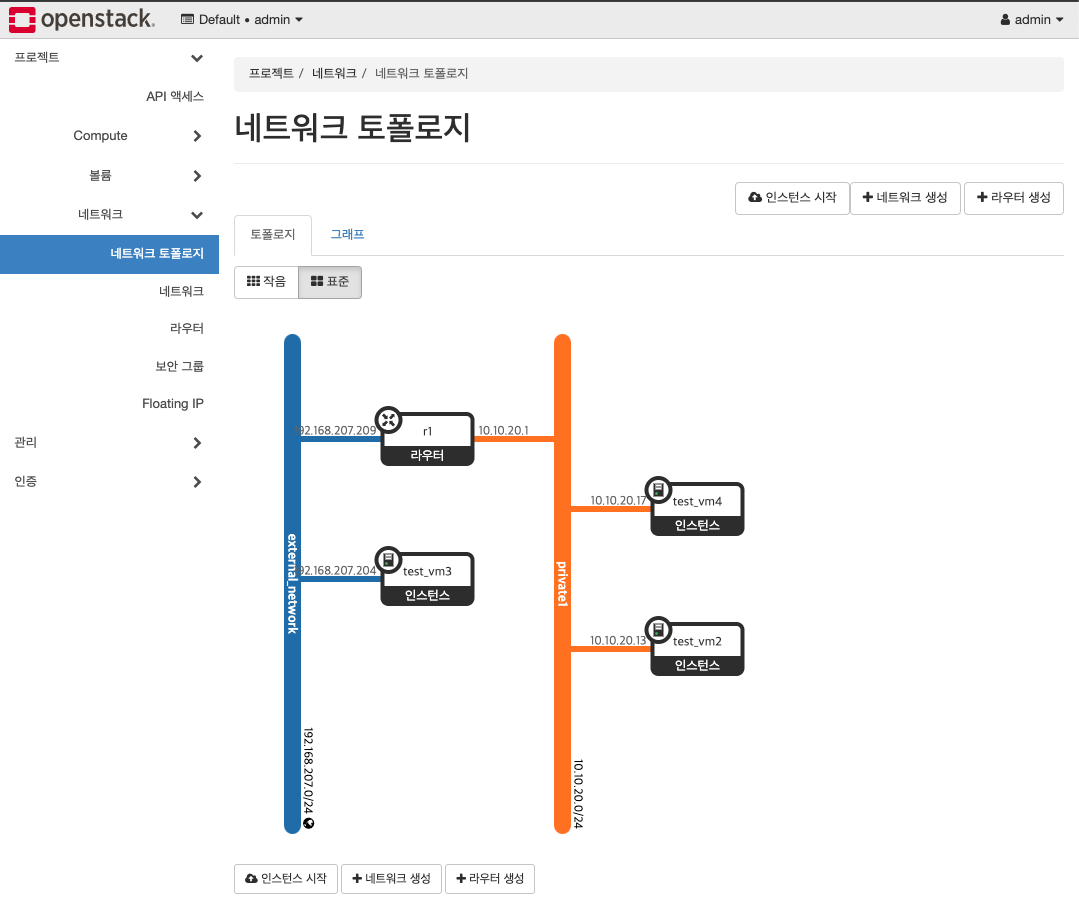 openstack. Default • admin admin
프로젝트
API 액세스
Compute
볼륨
네트워크
네트워크 토폴로지
네트워크
라우터
보안 그룹
Floating IP
관리
인증
프로젝트 / 네트워크 / 네트워크 토폴로지
네트워크 토폴로지
인스턴스 시작 +네트워크 생성 +라우터 생성
토폴로지 그래프
작음 표준
external_network
192.168.207.0/24
private1
10.10.20.0/24
92.168.207.209
r1
라우터
10.10.20.1
10.10.20.17
test_vm4
인스턴스
92.168.207.204
test_vm3
인스턴스
10.10.20.13
test_vm2
인스턴스
인스턴스 시작 +네트워크 생성 +라우터 생성